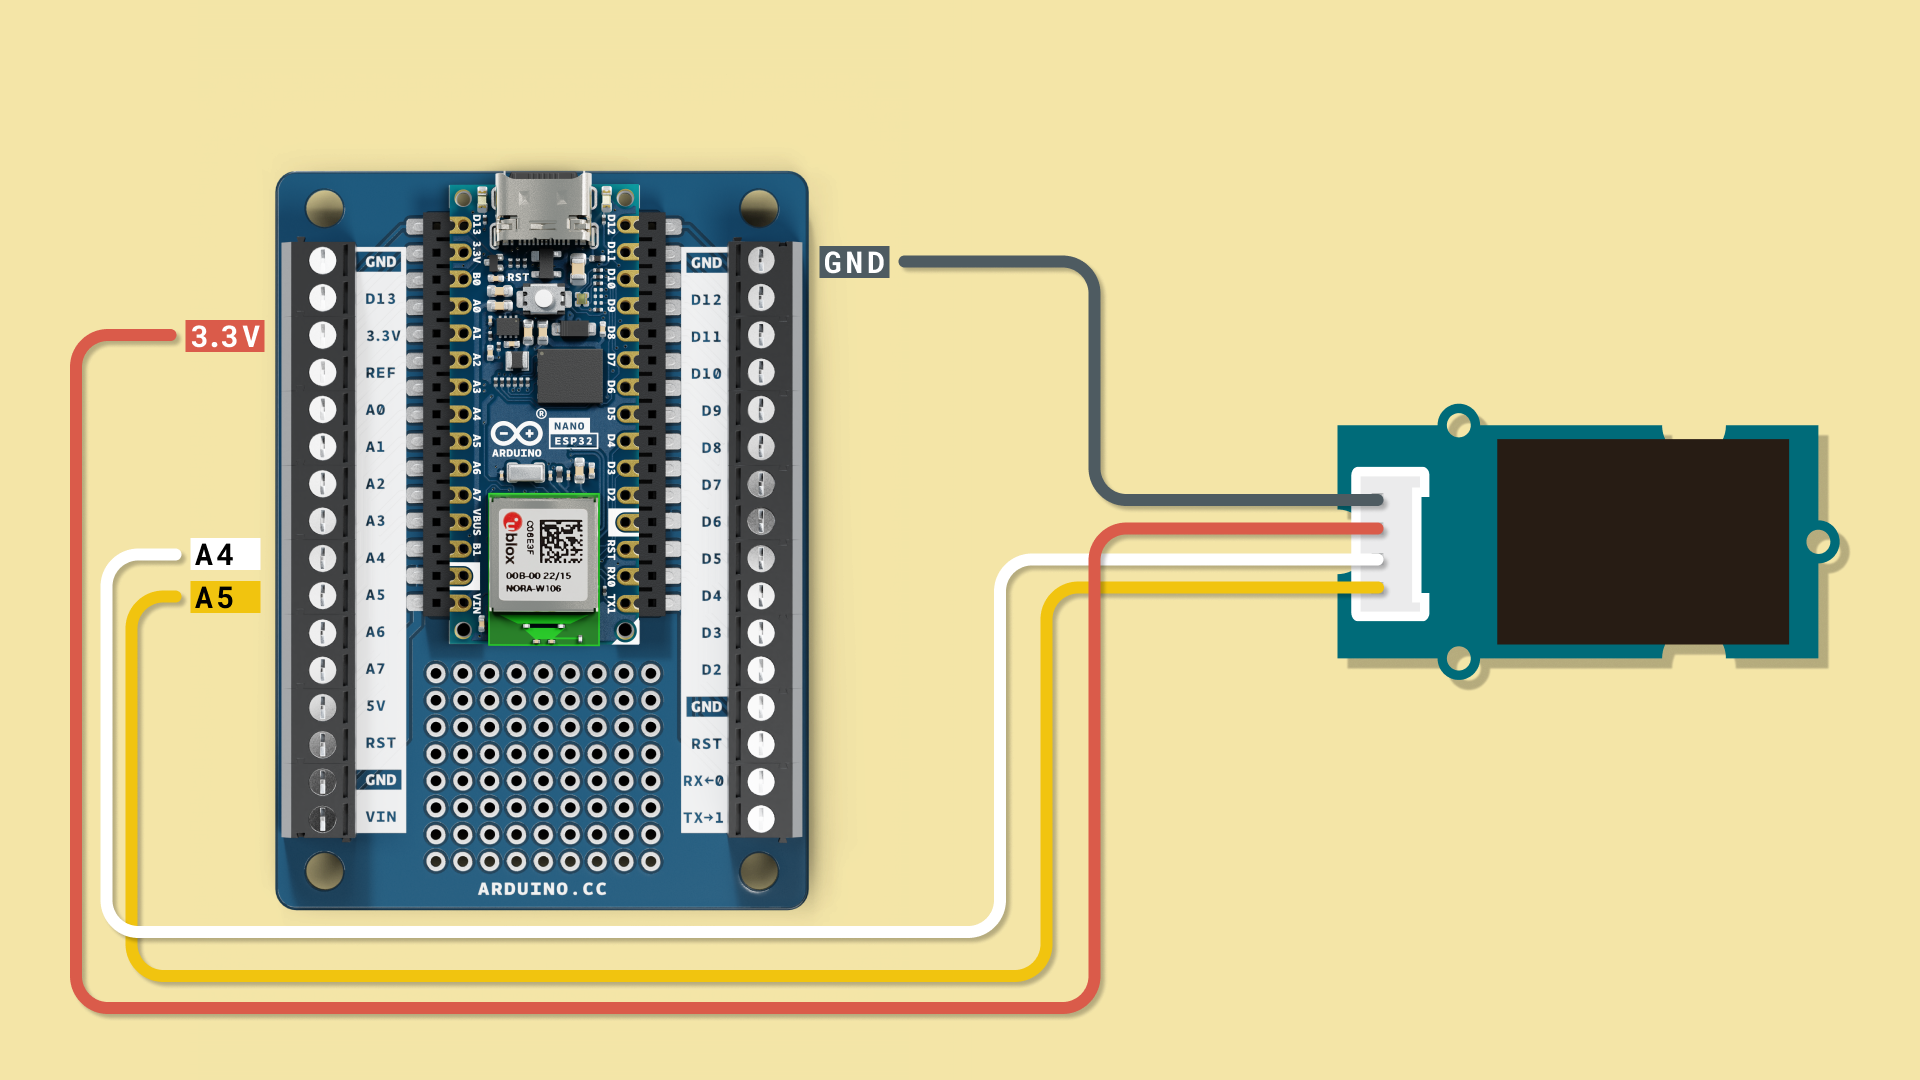 GND
D13
3.3V
REF
A0
A1
A2
A3
A4
A5
A6
A7
5V
RST
GND
VIN
3.3V
A4
A5
D13
3.3V
B0
A0
A1
A2
A3
A4
A5
A6
A7
VBUS
B1
VIN
RST
®
NANO
ESP32
ARDUINO
ublox
C08E3F
00B-00 22/15
NORA-W106
D12
D11
D10
D9
D8
D7
D6
D5
D4
D3
D2
RST
RX0
TX1
GND
D12
D11
D10
D9
D8
D7
D6
D5
D4
D3
D2
GND
RST
RX←0
TX→1
GND
ARDUINO.CC